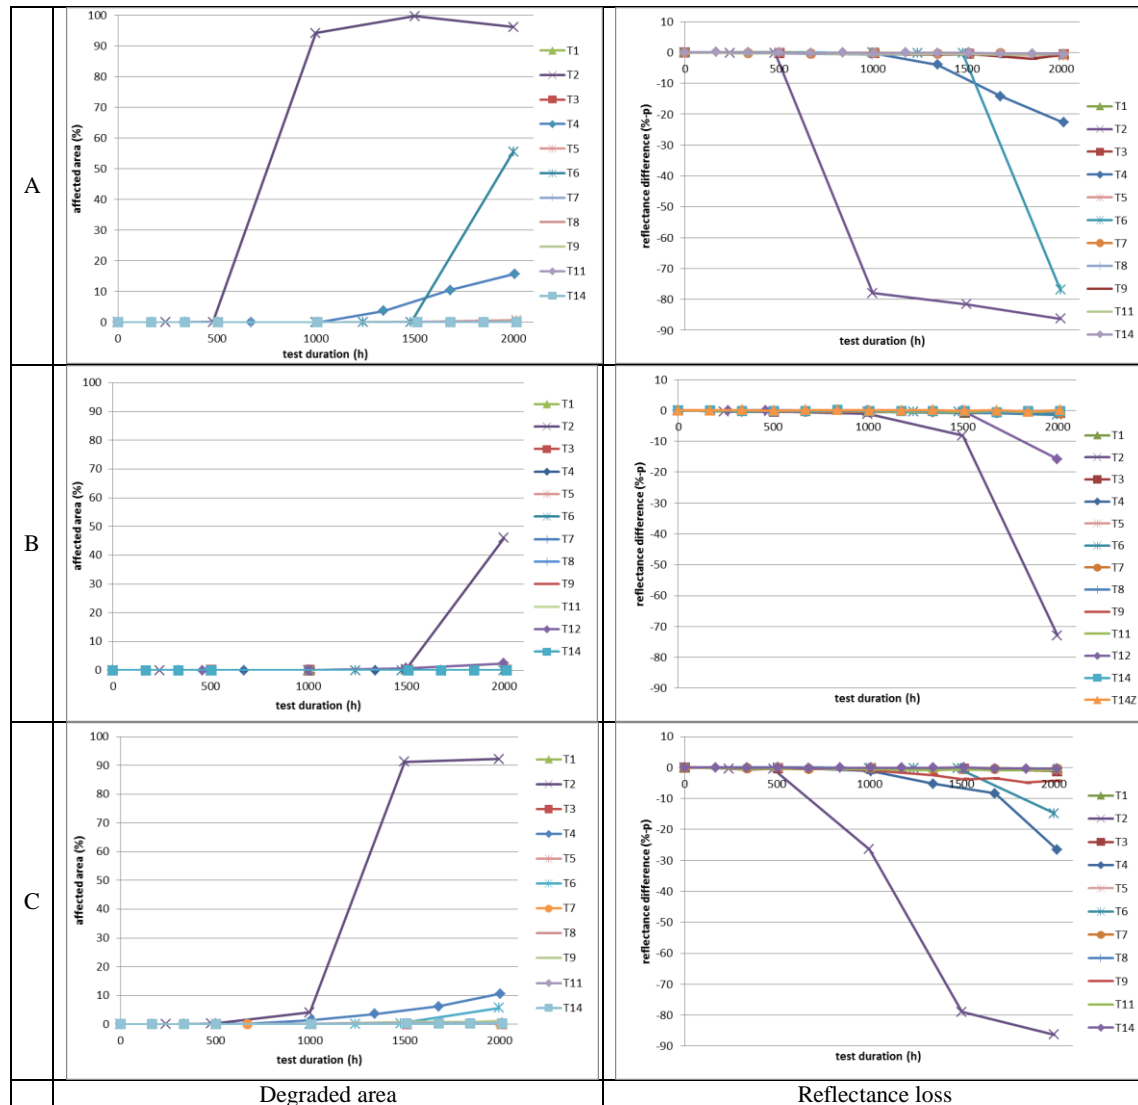 A
affected area (%)
100
90
80
70
60
50
40
30
20
10
0
0 500 1000 1500 2000
test duration (h)
T1
T2
T3
T4
T5
T6
T7
T8
T9
T11
T14
reflectance difference (%-p)
10
0
-10
-20
-30
-40
-50
-60
-70
-80
-90
0 500 1000 1500 2000
test duration (h)
T1
T2
T3
T4
T5
T6
T7
T8
T9
T11
T14
B
affected area (%)
100
90
80
70
60
50
40
30
20
10
0
0 500 1000 1500 2000
test duration (h)
T1
T2
T3
T4
T5
T6
T7
T8
T9
T11
T12
T14
reflectance difference (%-p)
10
0
-10
-20
-30
-40
-50
-60
-70
-80
-90
0 500 1000 1500 2000
test duration (h)
T1
T2
T3
T4
T5
T6
T7
T8
T9
T11
T12
T14
T14Z
C
affected area (%)
100
90
80
70
60
50
40
30
20
10
0
0 500 1000 1500 2000
test duration (h)
T1
T2
T3
T4
T5
T6
T7
T8
T9
T11
T14
reflectance difference (%-p)
10
0
-10
-20
-30
-40
-50
-60
-70
-80
-90
0 500 1000 1500 2000
test duration (h)
T1
T2
T3
T4
T5
T6
T7
T8
T9
T11
T14
Degraded area
Reflectance loss